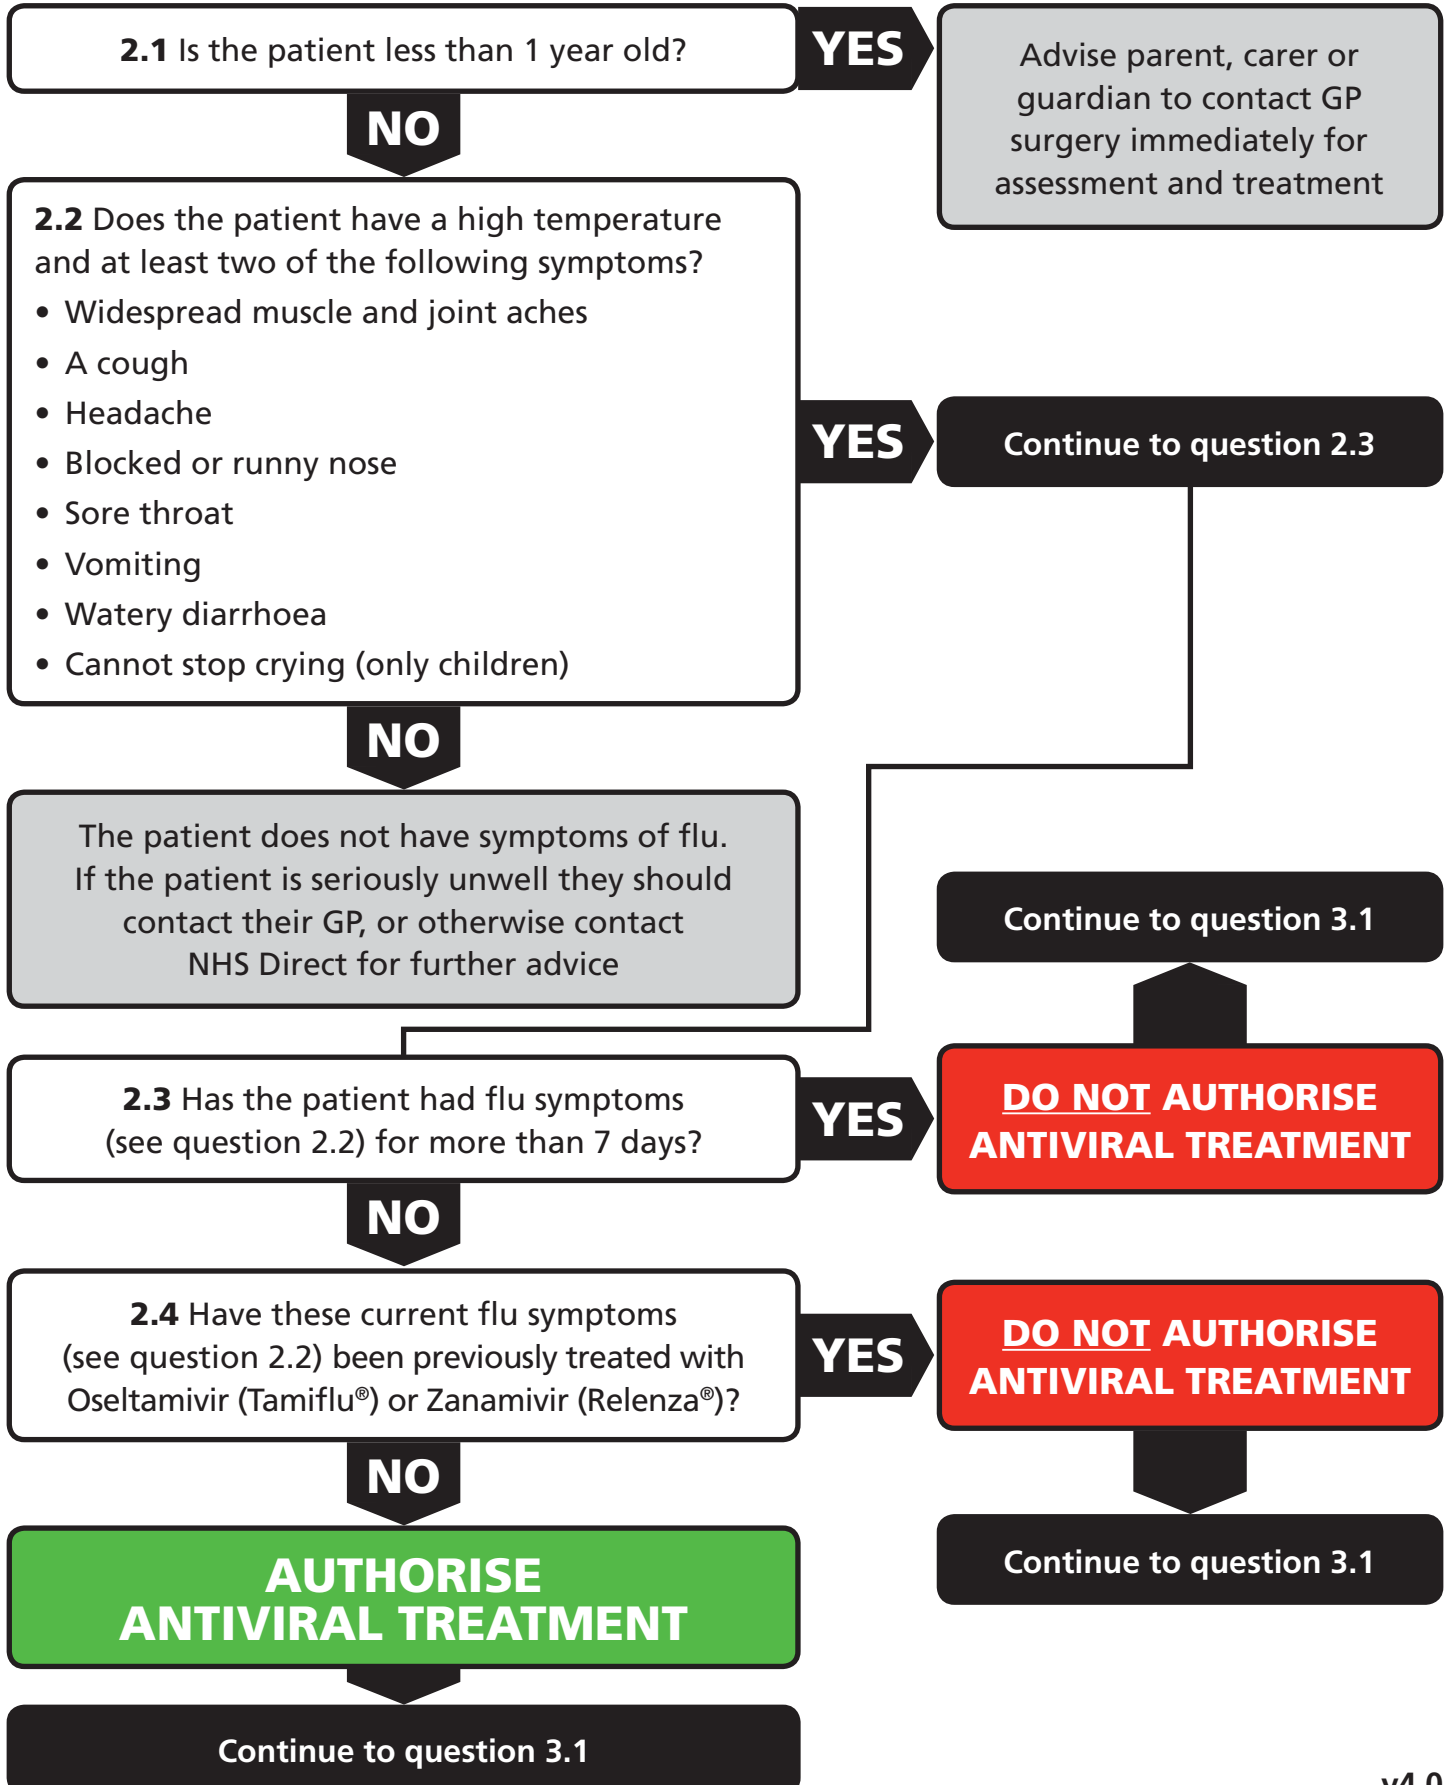 2.1 Is the patient less than 1 year old?
YES
Advise parent, carer or
guardian to contact GP
surgery immediately for
assessment and treatment
NO
2.2 Does the patient have a high temperature
and at least two of the following symptoms?
• Widespread muscle and joint aches
• A cough
• Headache
• Blocked or runny nose
• Sore throat
• Vomiting
• Watery diarrhoea
• Cannot stop crying (only children)
YES
Continue to question 2.3
NO
The patient does not have symptoms of flu.
If the patient is seriously unwell they should
contact their GP, or otherwise contact
NHS Direct for further advice
2.3 Has the patient had flu symptoms
(see question 2.2) for more than 7 days?
YES
DO NOT AUTHORISE
ANTIVIRAL TREATMENT
Continue to question 3.1
NO
2.4 Have these current flu symptoms
(see question 2.2) been previously treated with
Oseltamivir (Tamiflu®) or Zanamivir (Relenza®)?
YES
DO NOT AUTHORISE
ANTIVIRAL TREATMENT
Continue to question 3.1
NO
AUTHORISE
ANTIVIRAL TREATMENT
Continue to question 3.1
v4.0